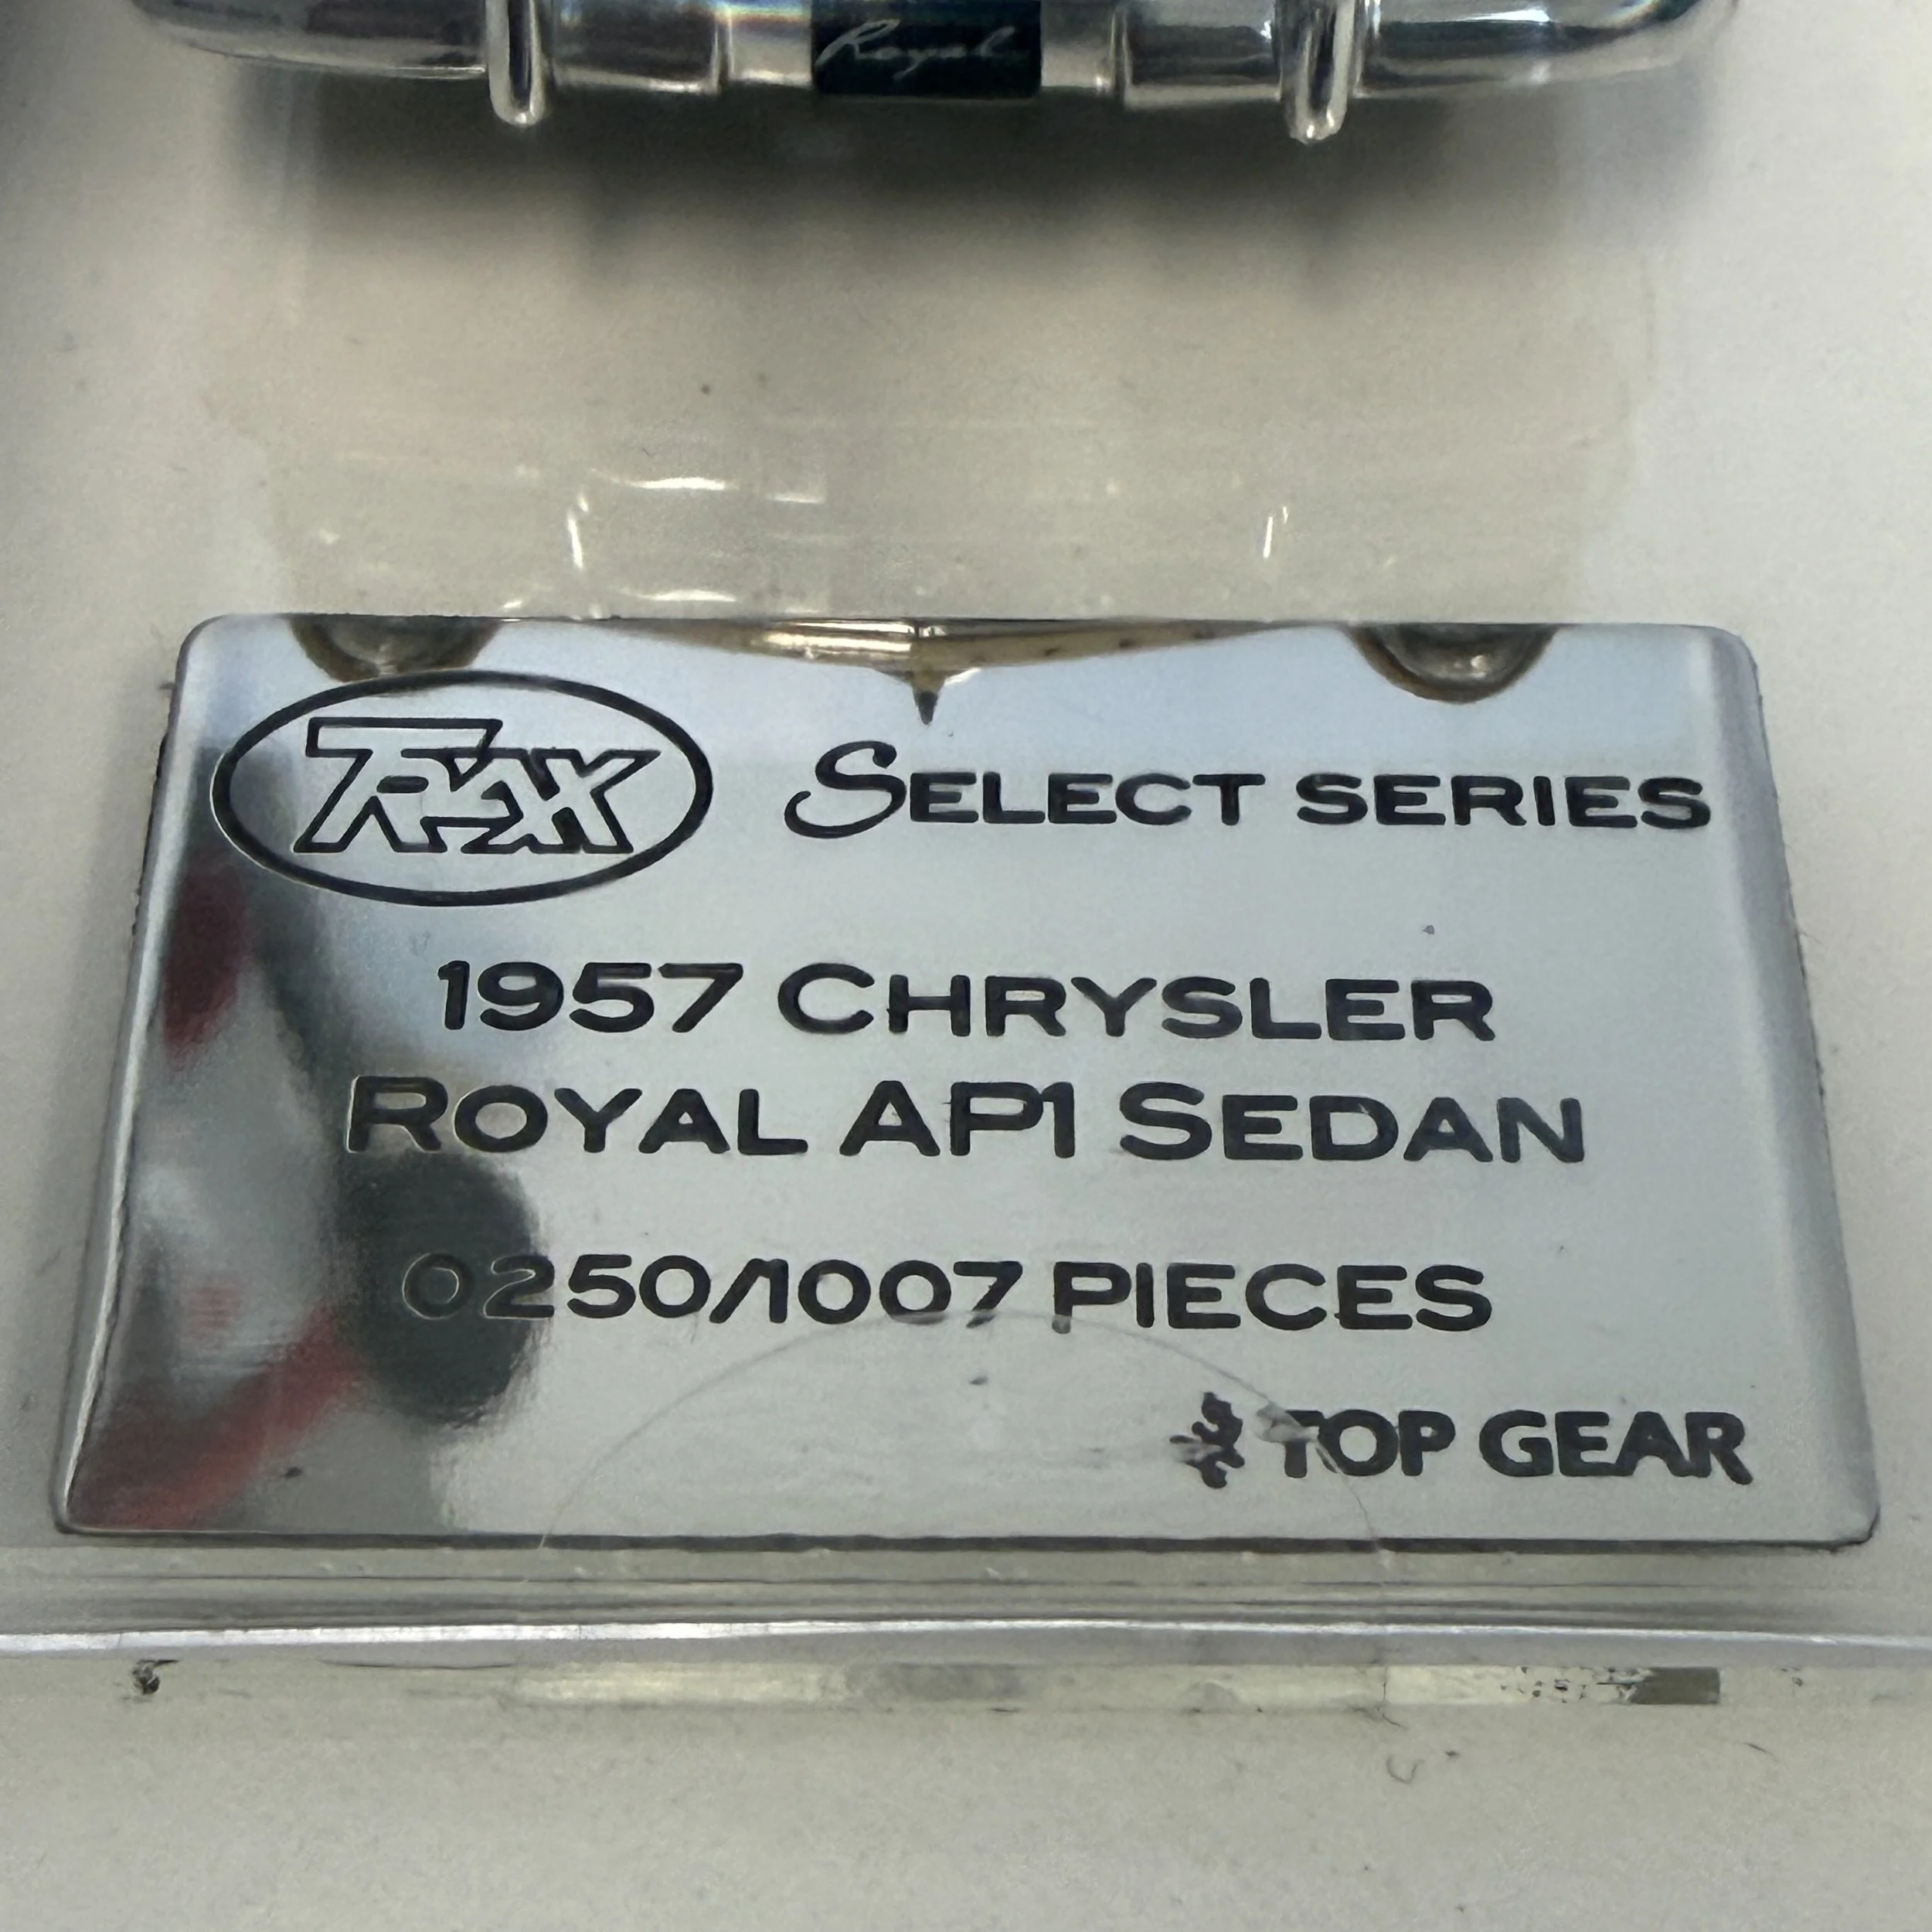 Royal
TRAX SELECT SERIES
1957 CHRYSLER
ROYAL AP1 SEDAN
0250/1007 PIECES
TOP GEAR